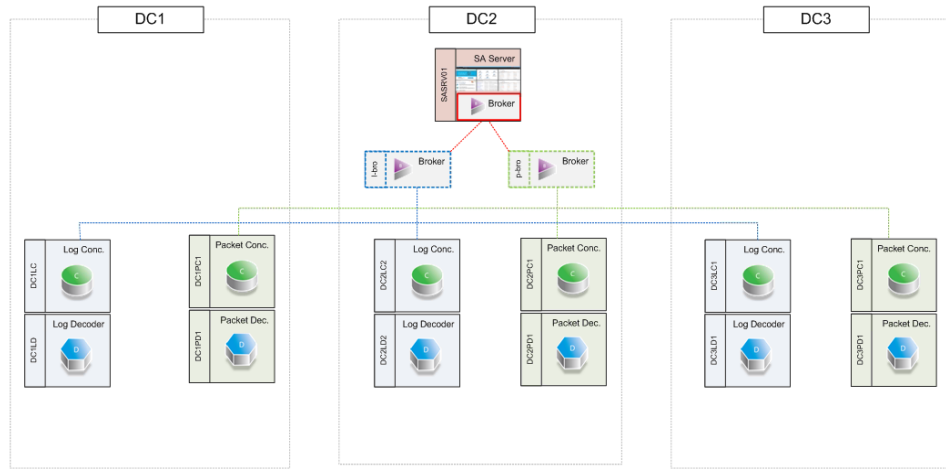 DC1
DC2
DC3
SASRV01
SA Server
Broker
l-bro
Broker
p-bro
Broker
DC1LC
Log Conc.
C
DC1PC1
Packet Conc.
C
DC2LC2
Log Conc.
C
DC2PC1
Packet Conc.
C
DC3LC1
Log Conc.
C
DC3PC1
Packet Conc.
C
DC1LD
Log Decoder
D
DC1PD1
Packet Dec.
D
DC2LD2
Log Decoder
D
DC2PD1
Packet Dec.
D
DC3LD1
Log Decoder
D
DC3PD1
Packet Dec.
D